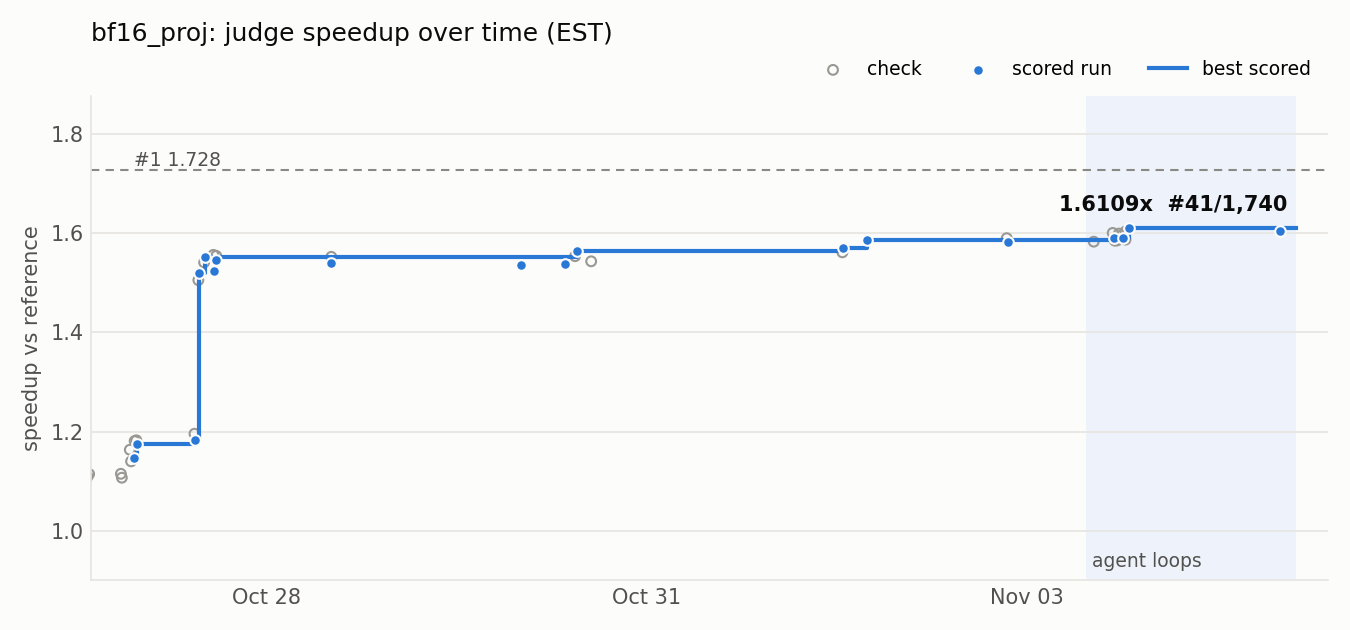 bf16_proj: judge speedup over time (EST)
check
scored run
best scored
speedup vs reference
1.8
#1 1.728
1.6109x #41/1,740
1.6
1.4
1.2
1.0
agent loops
Oct 28
Oct 31
Nov 03